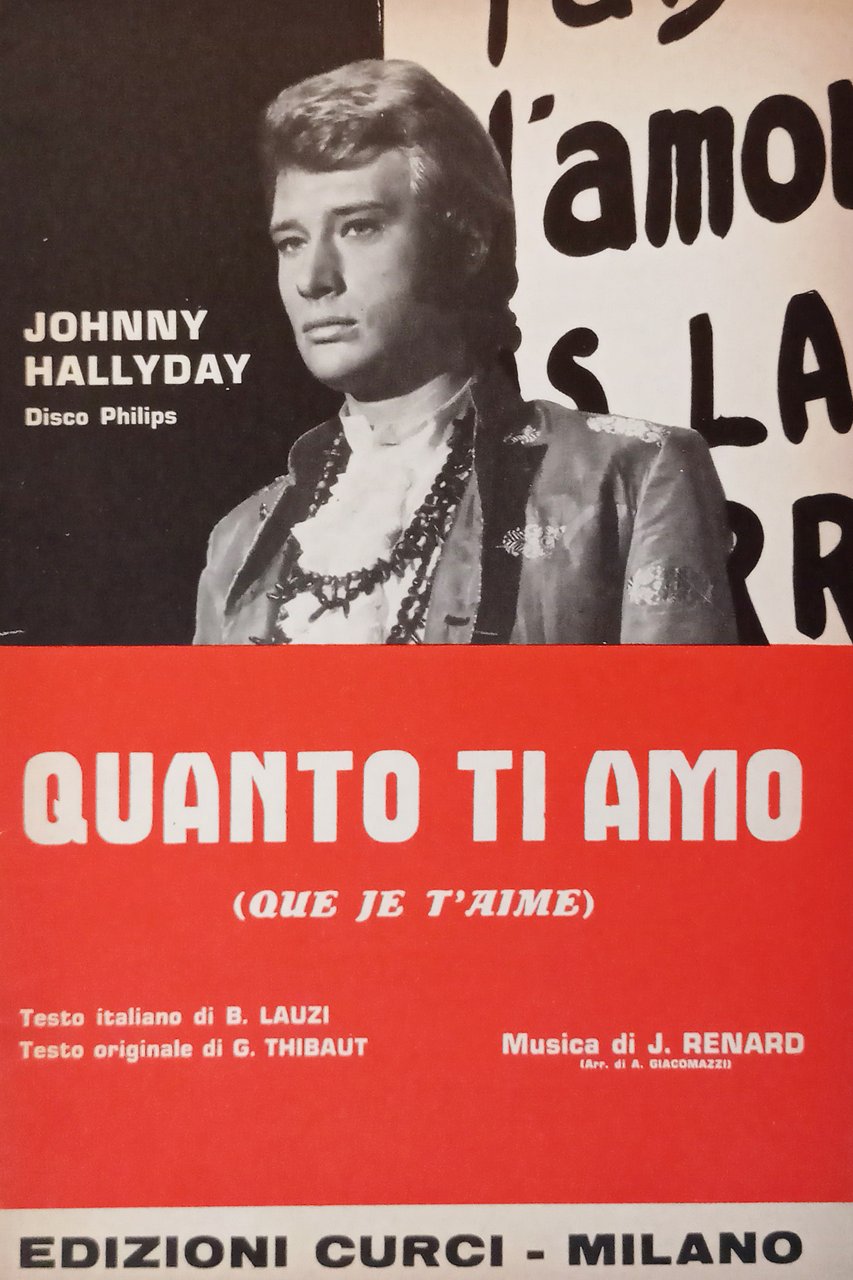 l'amou
S LA
RR
JOHNNY
HALLYDAY
Disco Philips
QUANTO TI AMO
(QUE JE T'AIME)
Testo italiano di B. LAUZI
Testo originale di G. THIBAUT
Musica di J. RENARD
(Arr. di A. GIACOMAZZI)
EDIZIONI CURCI - MILANO